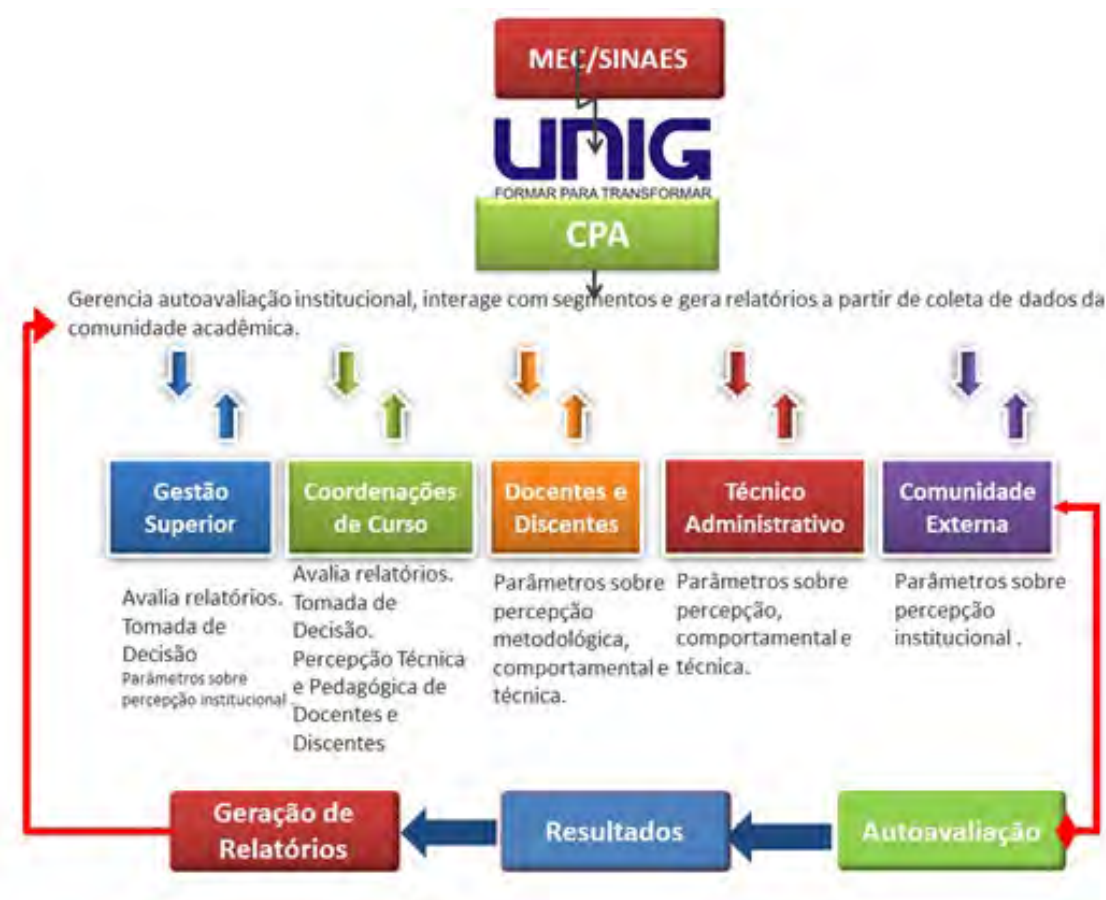 MEC/SINAES
UNIG
FORMAR PARA TRANSFORMAR
CPA
Gerencia autoavaliação institucional, interage com segmentos e gera relatórios a partir de coleta de dados da
comunidade acadêmica.
Gestão
Superior
Avalia relatórios.
Tomada de
Decisão
Parâmetros sobre
percepção institucional
Coordenações
de Curso
Avalia relatórios.
Tomada de
Decisão.
Percepção Técnica
e Pedagógica de
Docentes e
Discentes
Docentes e
Discentes
Parâmetros sobre
percepção
metodológica,
comportamental e
técnica.
Técnico
Administrativo
Parâmetros sobre
percepção,
comportamental e
técnica.
Comunidade
Externa
Parâmetros sobre
percepção
institucional .
Geração de
Relatórios
Resultados
Autoavaliação